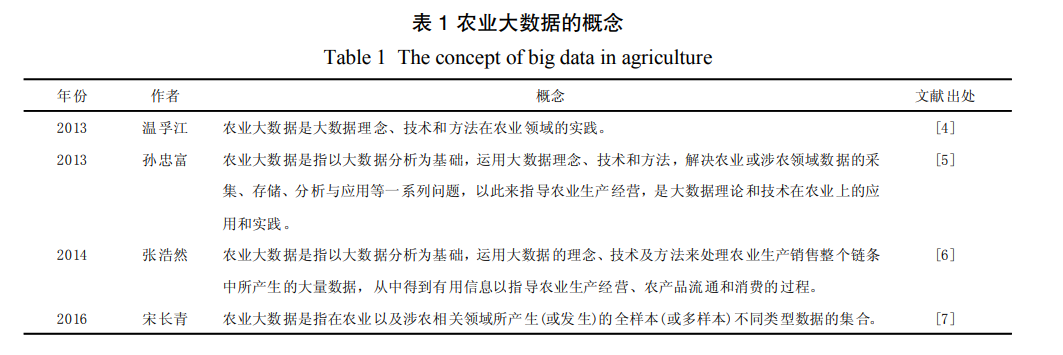 表 1 农业大数据的概念
Table 1 The concept of big data in agriculture
年份 作者 概念 文献出处
2013 温孚江 农业大数据是大数据理念、技术和方法在农业领域的实践。 [4]
2013 孙忠富 农业大数据是指以大数据分析为基础，运用大数据理念、技术和方法，解决农业或涉农领域数据的采 [5]
集、存储、分析与应用等一系列问题，以此来指导农业生产经营，是大数据理论和技术在农业上的应
用和实践。
2014 张浩然 农业大数据是指以大数据分析为基础，运用大数据的理念、技术及方法来处理农业生产销售整个链条 [6]
中所产生的大量数据，从中得到有用信息以指导农业生产经营、农产品流通和消费的过程。
2016 宋长青 农业大数据是指在农业以及涉农相关领域所产生(或发生)的全样本(或多样本)不同类型数据的集合。 [7]